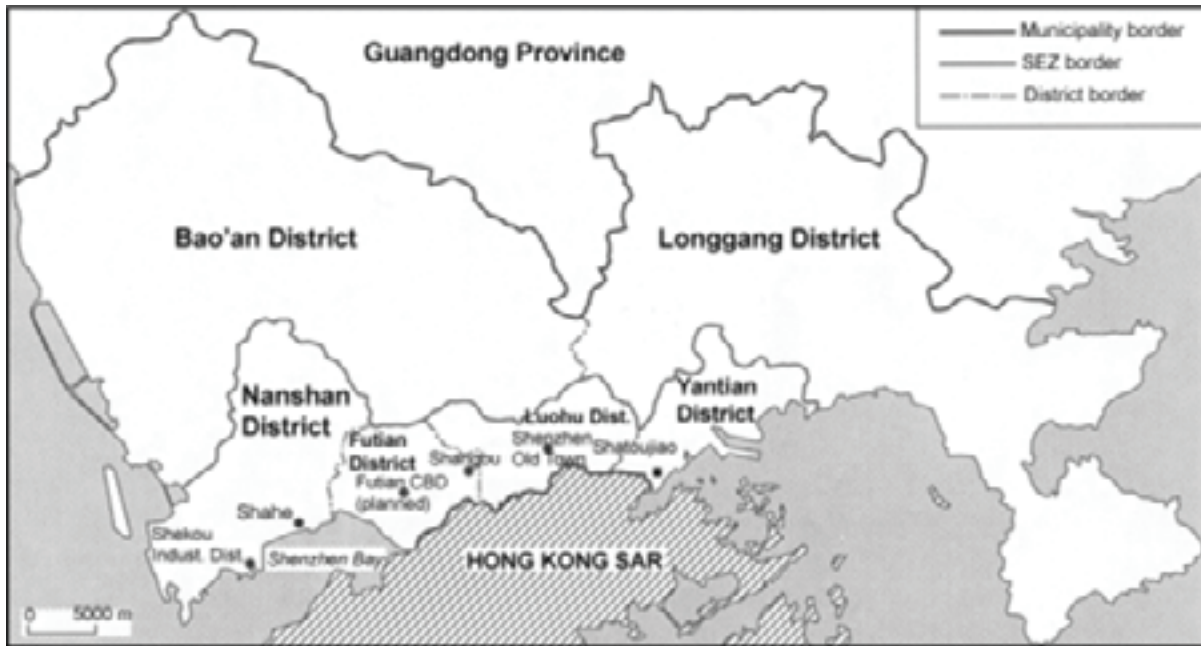 Guangdong Province
Municipality border
SEZ border
District border
Bao'an District
Longgang District
Nanshan
District
Yantian
District
Luohu Dist.
Futian
District
Shangbu
Shenzhen
Old Town
Shatoujiao
Futian CBD
(planned)
Shahe
Shekou
Indust. Dist.
Shenzhen Bay
HONG KONG SAR
0 5000 m